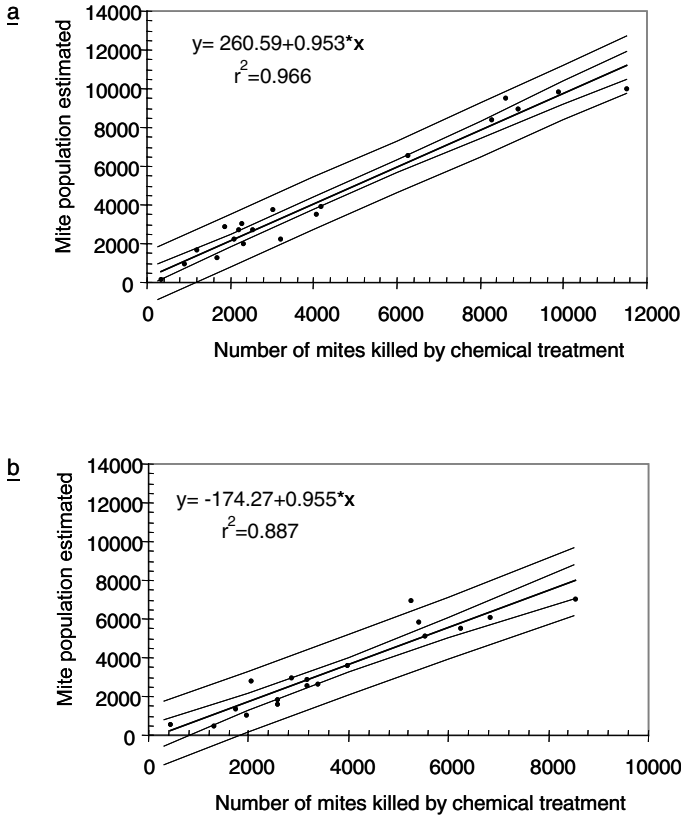 a
Mite population estimated
14000
12000
10000
8000
6000
4000
2000
0
y= 260.59+0.953*x
r²=0.966
0 2000 4000 6000 8000 10000 12000
Number of mites killed by chemical treatment
b
Mite population estimated
14000
12000
10000
8000
6000
4000
2000
0
y= -174.27+0.955*x
r²=0.887
0 2000 4000 6000 8000 10000
Number of mites killed by chemical treatment